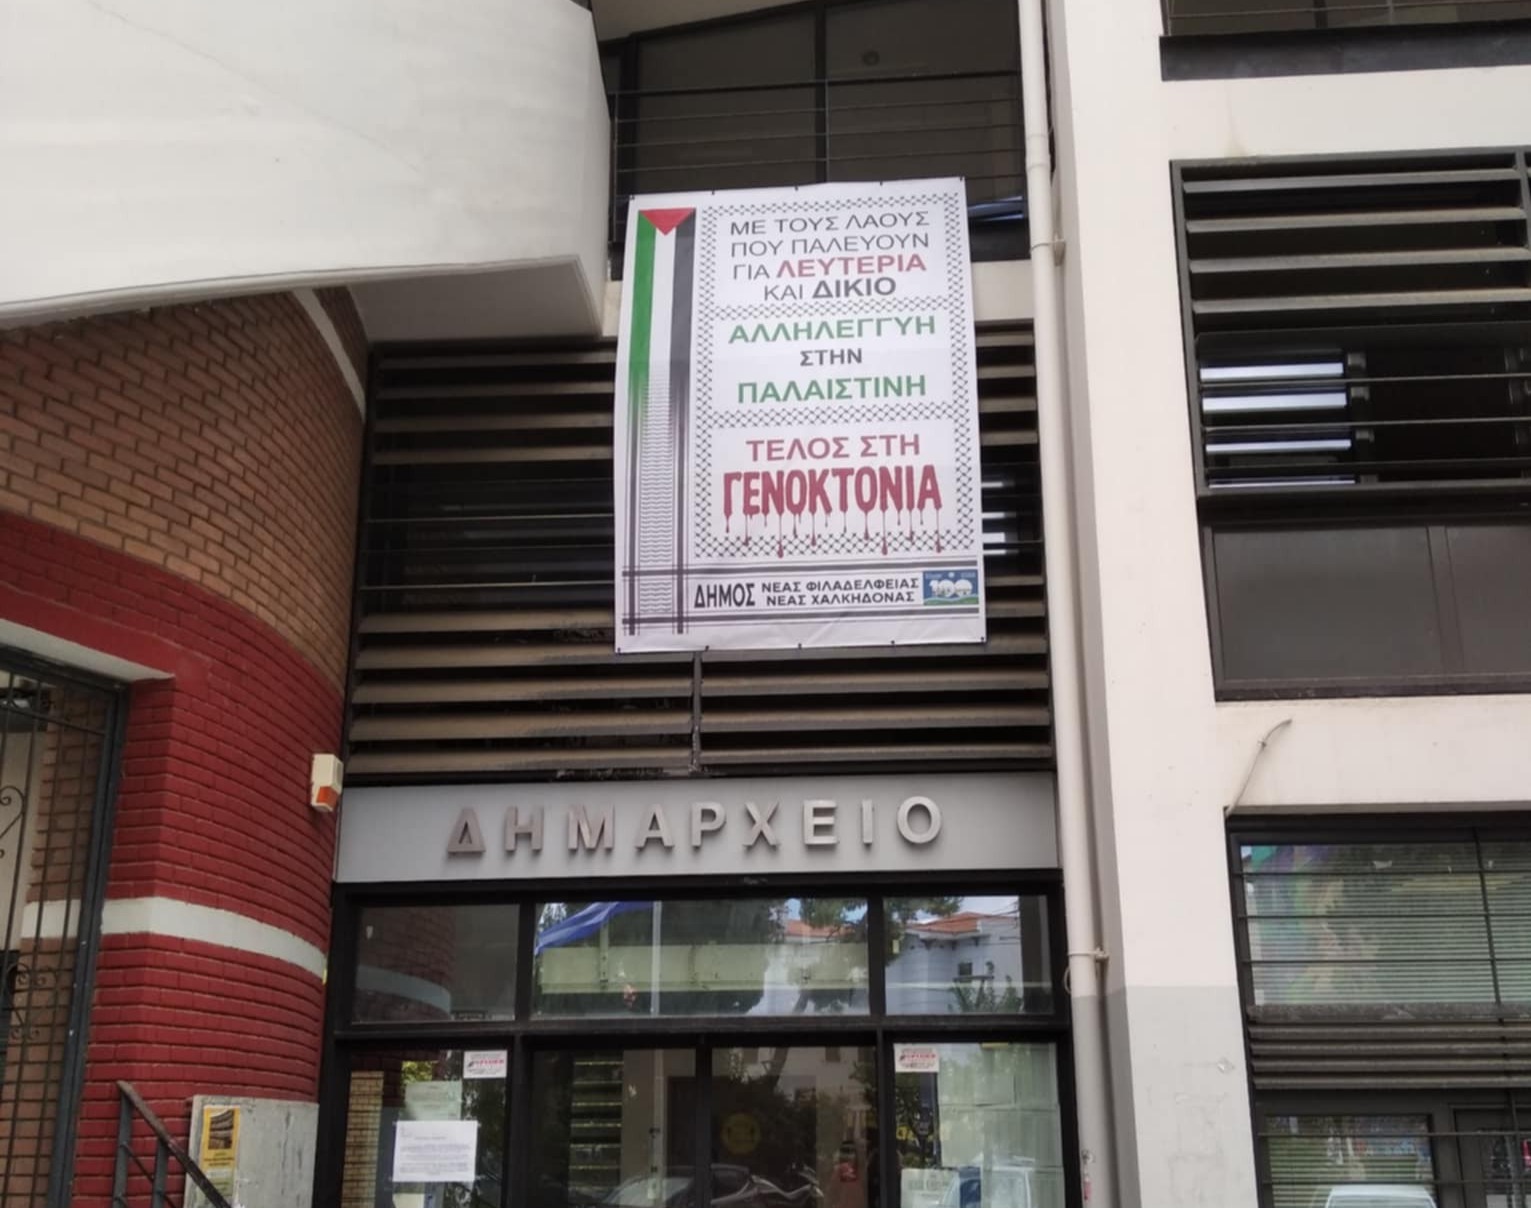 ΜΕ ΤΟΥΣ ΛΑΟΥΣ
ΠΟΥ ΠΑΛΕΥΟΥΝ
ΓΙΑ ΛΕΥΤΕΡΙΑ
ΚΑΙ ΔΙΚΙΟ
ΑΛΛΗΛΕΓΓΥΗ
ΣΤΗΝ
ΠΑΛΑΙΣΤΙΝΗ
ΤΕΛΟΣ ΣΤΗ
ΓΕΝΟΚΤΟΝΙΑ
ΔΗΜΟΣ ΝΕΑΣ ΦΙΛΑΔΕΛΦΕΙΑΣ
ΝΕΑΣ ΧΑΛΚΗΔΟΝΑΣ
100
ΔΗΜΑΡΧΕΙΟ